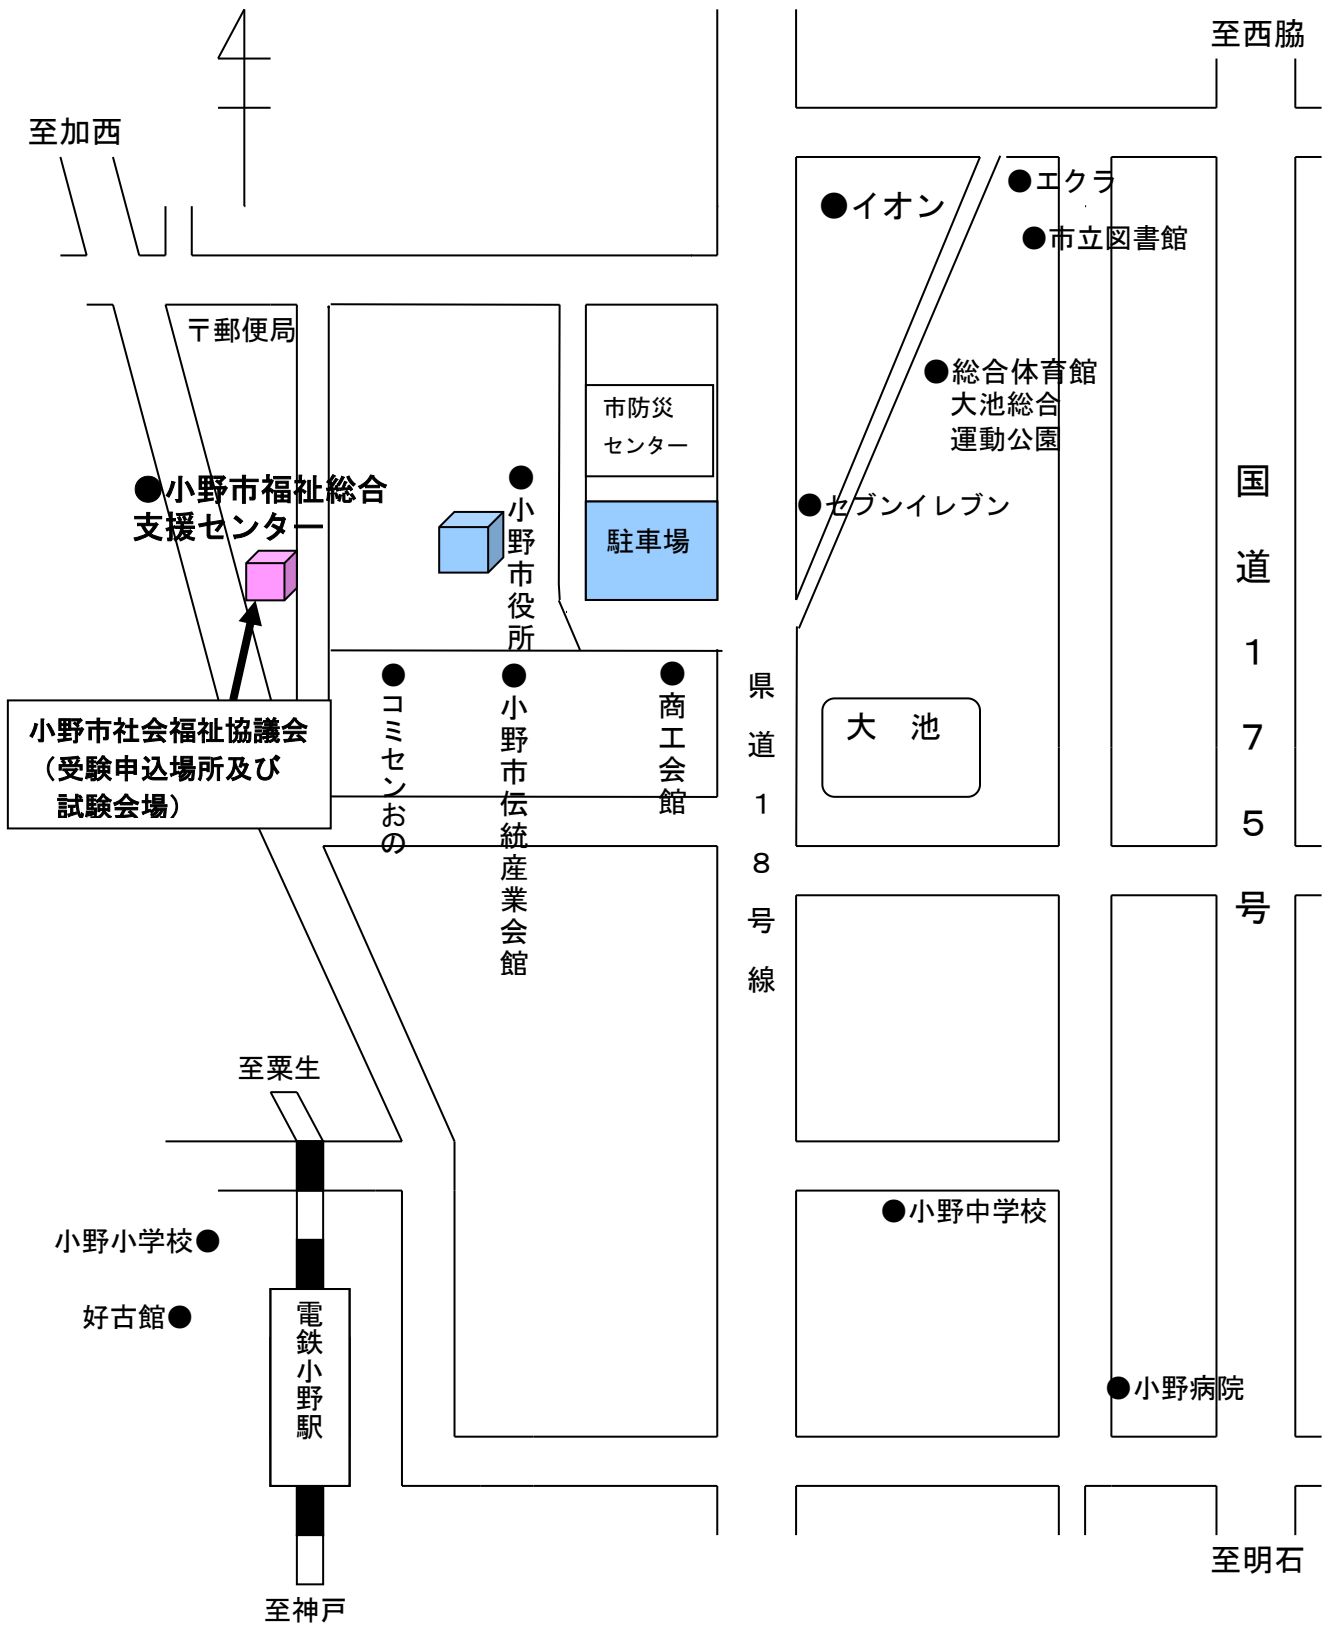 至西脇
至加西
●エクラ
●イオン
●市立図書館
〒郵便局
●総合体育館
大池総合
運動公園
市防災
センター
●小野市福祉総合
支援センター
●小野市役所
●セブンイレブン
駐車場
国道175号
●コミセンおの
●小野市伝統産業会館
●商工会館
県道18号線
大　池
小野市社会福祉協議会
（受験申込場所及び
試験会場）
至粟生
●小野中学校
小野小学校●
好古館●
電鉄小野駅
●小野病院
至明石
至神戸